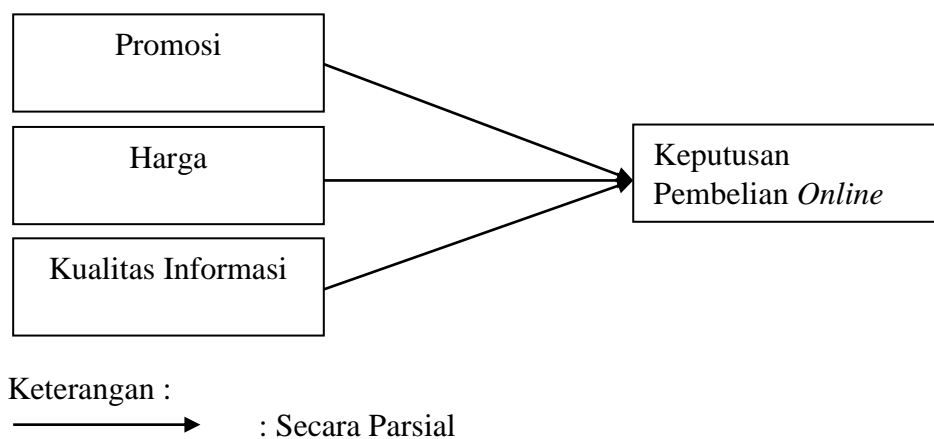 Promosi
Harga
Kualitas Informasi
Keputusan
Pembelian Online
Keterangan :
: Secara Parsial